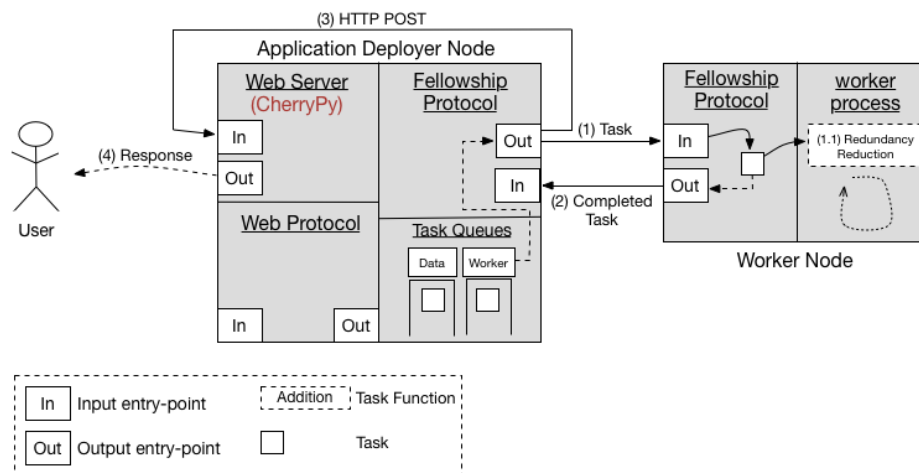 (3) HTTP POST
Application Deployer Node
Web Server
(CherryPy)
In
Out
Fellowship
Protocol
Out
In
(1) Task
(2) Completed
Task
Fellowship
Protocol
In
Out
worker
process
(1.1) Redundancy
Reduction
Worker Node
(4) Response
User
Web Protocol
In
Out
Task Queues
Data
Worker
In
Input entry-point
Addition
Task Function
Out
Output entry-point
Task